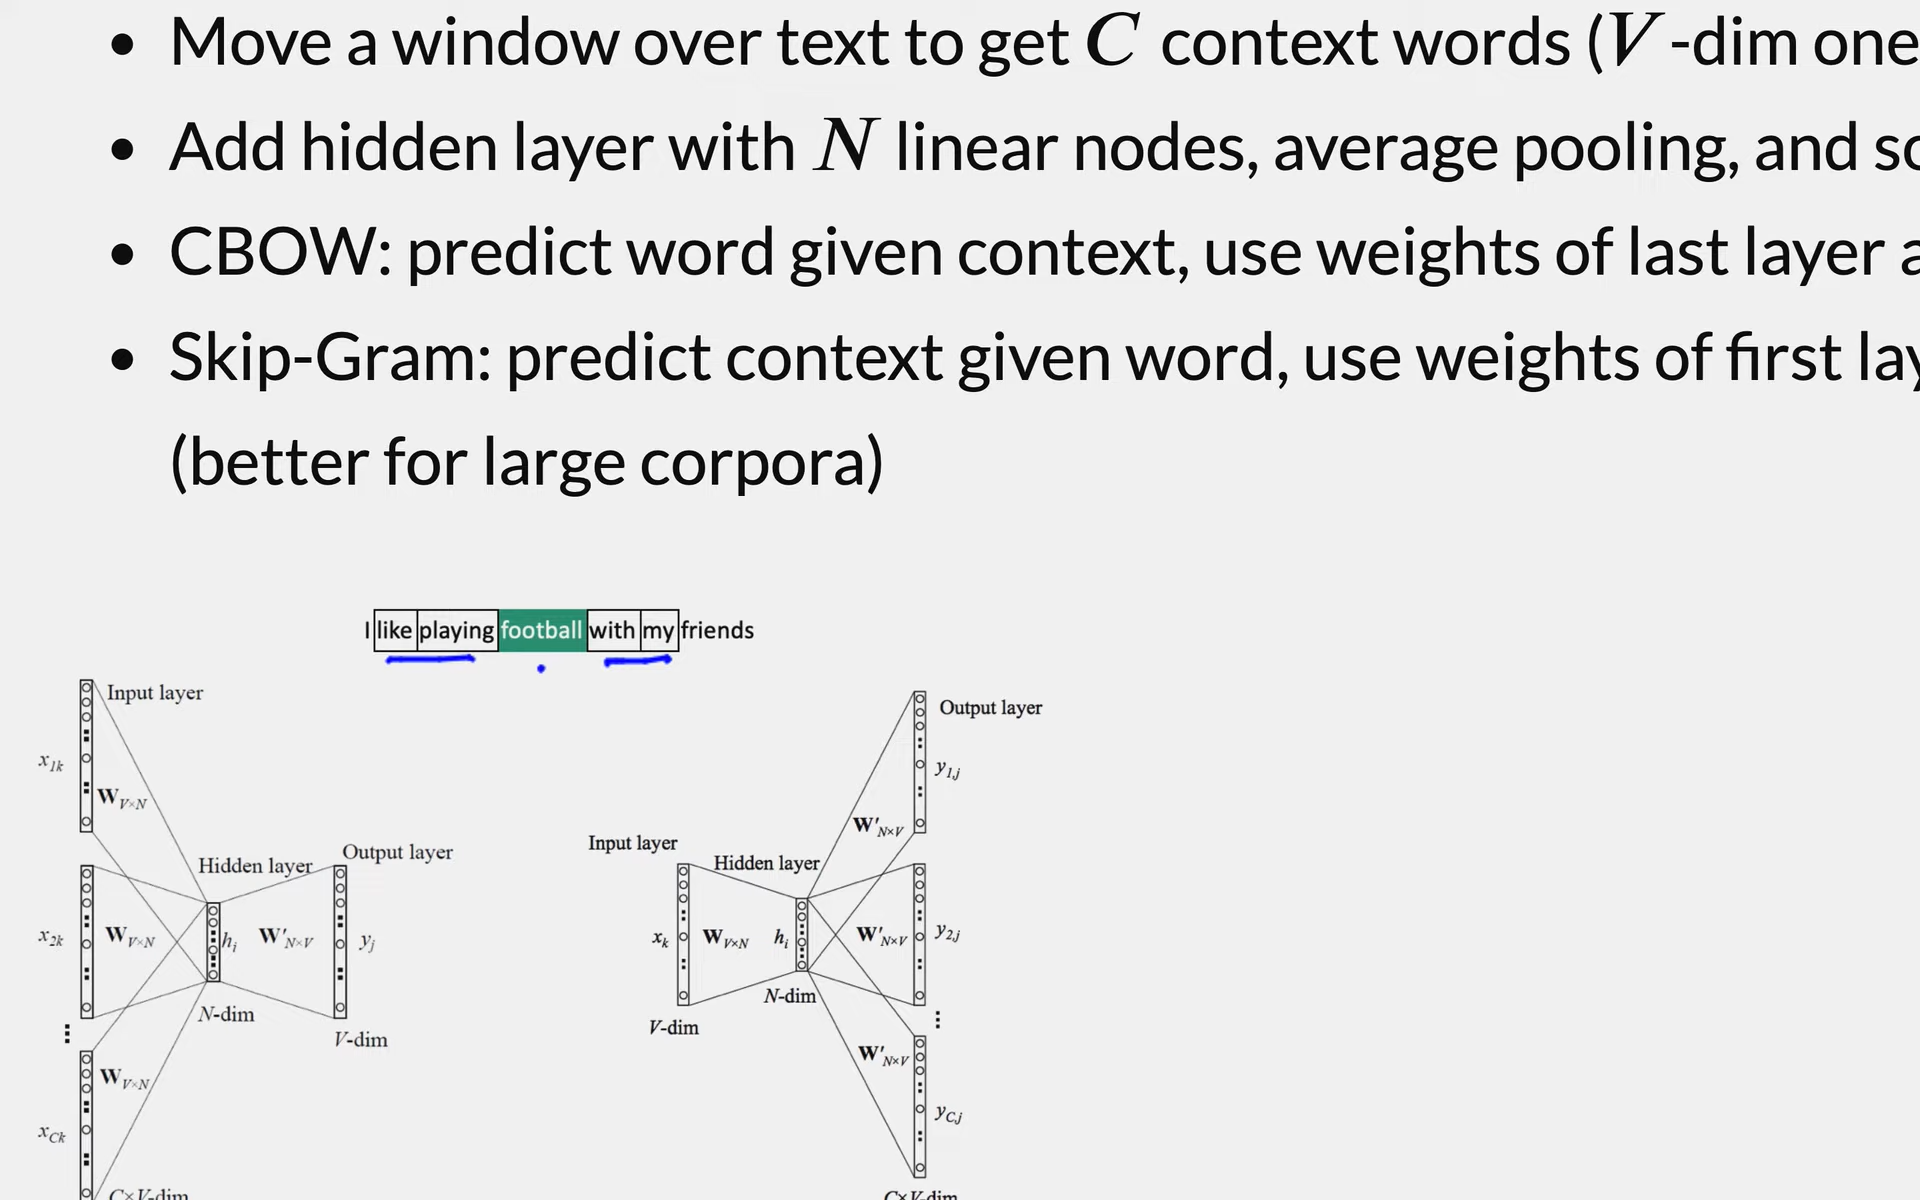 • Move a window over text to get C context words (V-dim one
• Add hidden layer with N linear nodes, average pooling, and so
• CBOW: predict word given context, use weights of last layer a
• Skip-Gram: predict context given word, use weights of first lay
(better for large corpora)
I like playing football with my friends
Input layer
Output layer
x1k
y1,j
WV×N
W'N×V
Input layer
Hidden layer
Output layer
Hidden layer
x2k
WV×N
hi
W'N×V
yj
xk
WV×N
hi
W'N×V
y2,j
N-dim
V-dim
N-dim
V-dim
WV×N
W'N×V
xCk
yC,j
C×V-dim
C×V-dim